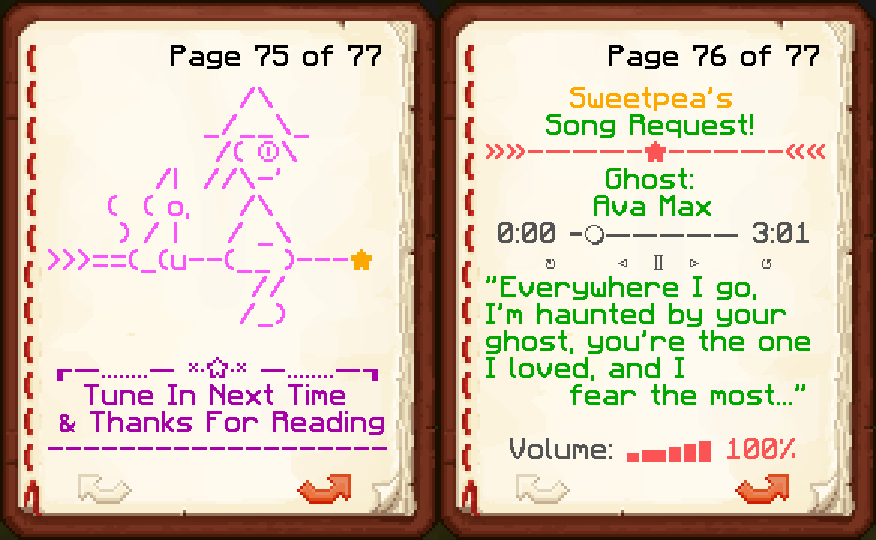 Page 75 of 77
/\
_/__\_
/( ☉\
/|  //\-'
(  ( o,  /\
) / |  /  _ \
>>>==(_(u--(__ )---★
//
/_)
┏—........— ×·✩·× —........—┓
Tune In Next Time
& Thanks For Reading
——————————————————
Page 76 of 77
Sweetpea's
Song Request!
»»——————★——————««
Ghost:
Ava Max
0:00 -○—————— 3:01
↻ ◁ || ▷ ↺
"Everywhere I go,
I'm haunted by your
ghost, you're the one
I loved, and I
fear the most..."
Volume: ▂▃▄▅▆ 100%